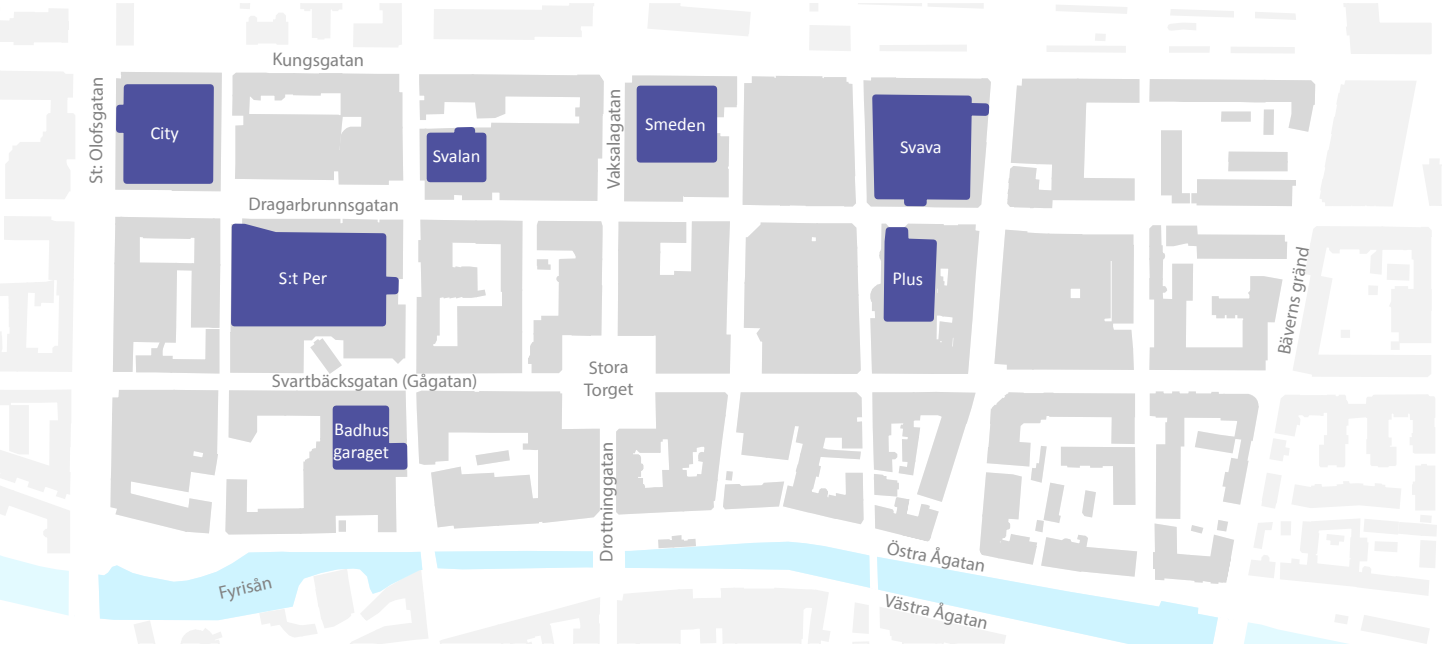 Kungsgatan
St: Olofsgatan
City
Svalan
Vaksalagatan
Smeden
Svava
Dragarbrunnsgatan
S:t Per
Plus
Bäverns gränd
Stora
Torget
Svartbäcksgatan (Gågatan)
Badhus
garaget
Drottninggatan
Östra Ågatan
Fyrisån
Västra Ågatan